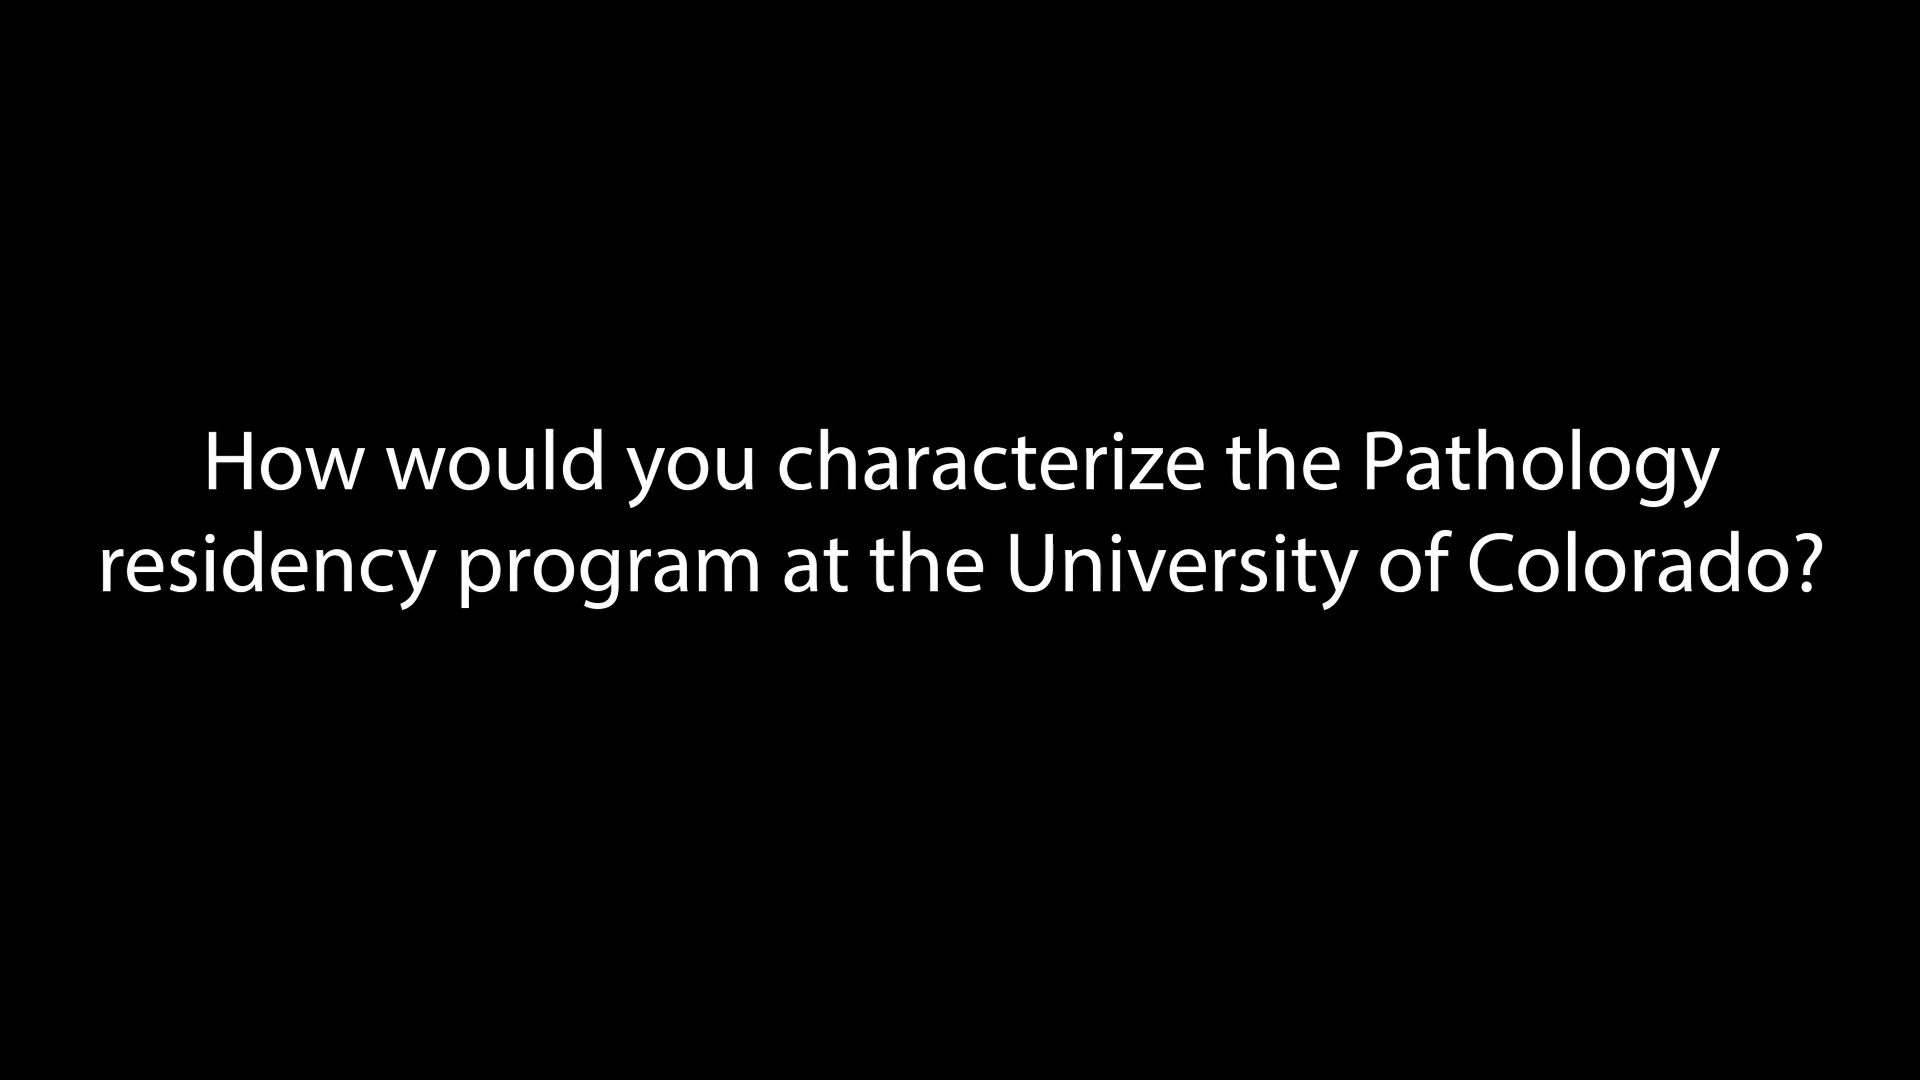 How would you characterize the Pathology
residency program at the University of Colorado?